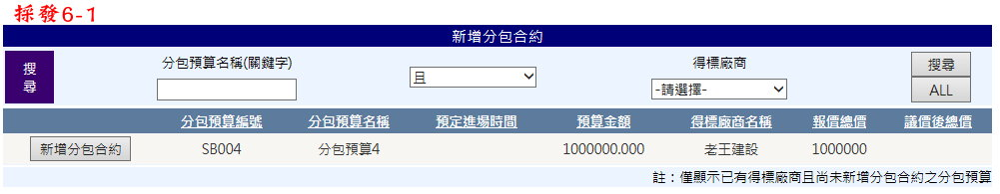 採發6-1
新增分包合約
搜尋
分包預算名稱(關鍵字)
且
得標廠商
-請選擇-
搜尋
ALL
分包預算編號 分包預算名稱 預定進場時間 預算金額 得標廠商名稱 報價總價 議價後總價
新增分包合約 SB004 分包預算4 1000000.000 老王建設 1000000
註：僅顯示已有得標廠商且尚未新增分包合約之分包預算